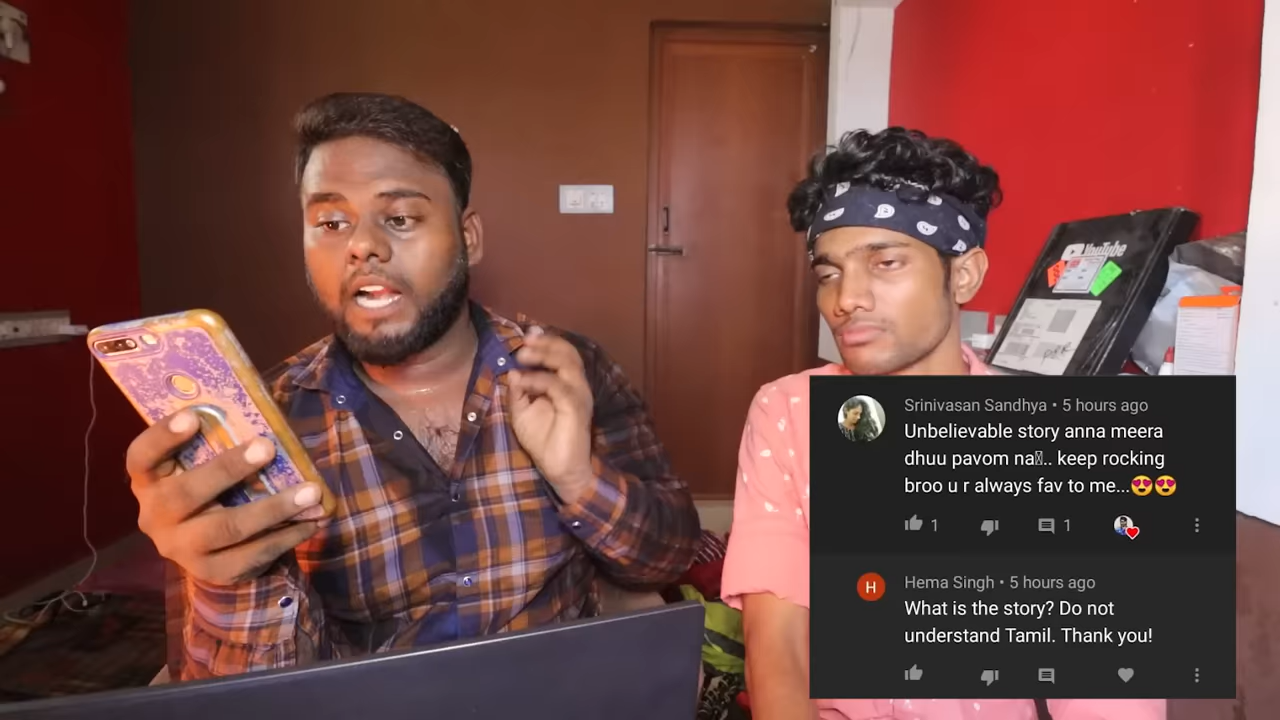 YouTube
Srinivasan Sandhya • 5 hours ago
Unbelievable story anna meera
dhuu pavom na.. keep rocking
broo u r always fav to me...😍😍
1
1
H
Hema Singh • 5 hours ago
What is the story? Do not
understand Tamil. Thank you!